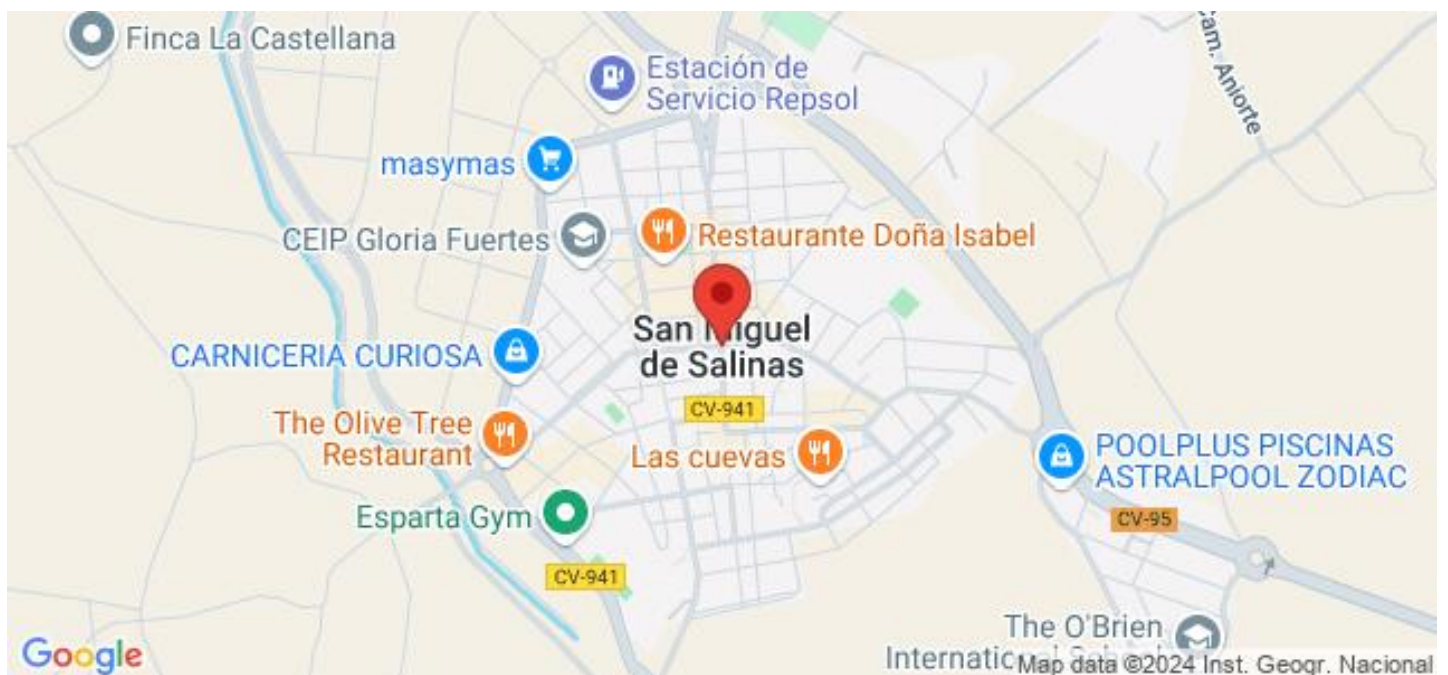 Finca La Castellana
Cam. Aniorte
Estación de
Servicio Repsol
masymas
CEIP Gloria Fuertes
Restaurante Doña Isabel
San Miguel
de Salinas
CARNICERIA CURIOSA
CV-941
The Olive Tree
Restaurant
Las cuevas
POOLPLUS PISCINAS
ASTRALPOOL ZODIAC
Esparta Gym
CV-95
CV-941
The O'Brien
International
Google
Map data ©2024 Inst. Geogr. Nacional